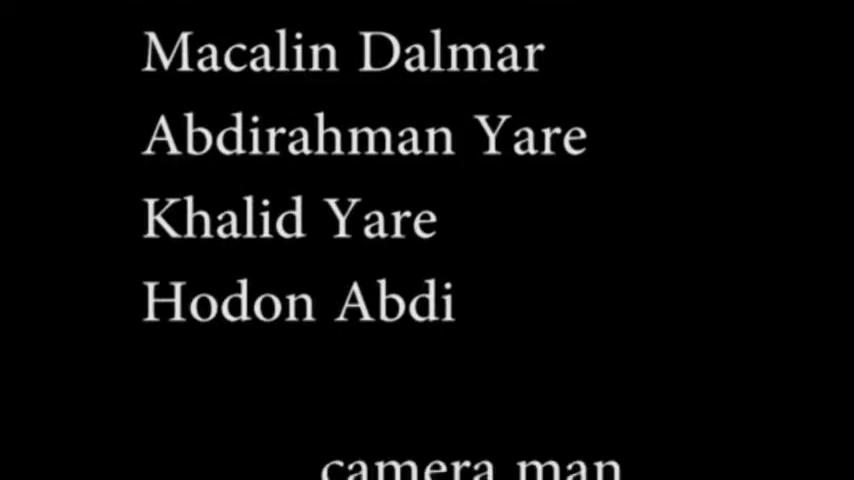 Macalin Dalmar
Abdirahman Yare
Khalid Yare
Hodon Abdi
camera man